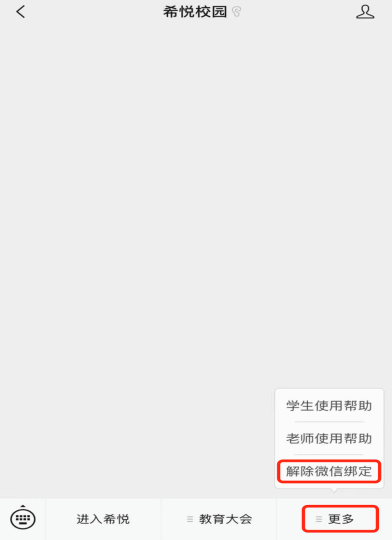 希悦校园
学生使用帮助
老师使用帮助
解除微信绑定
进入希悦
教育大会
更多